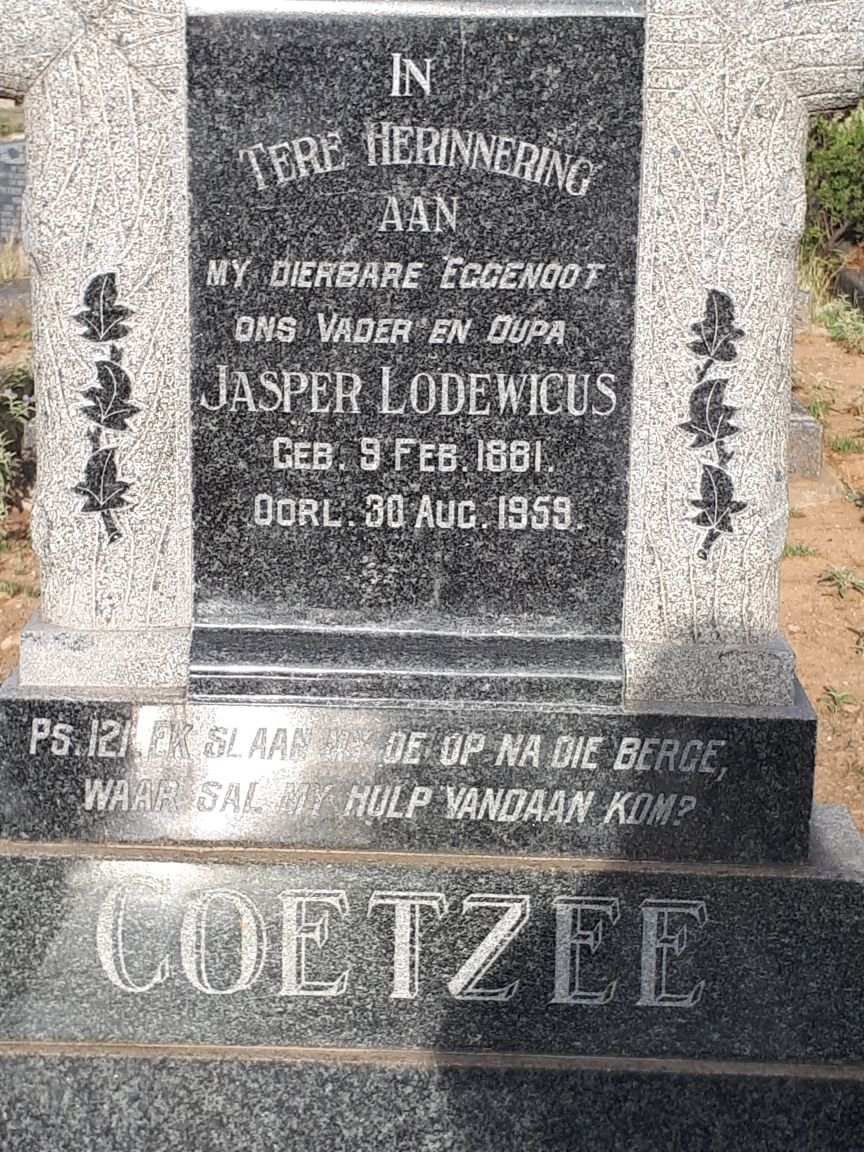 IN
TERE HERINNERING
AAN
MY DIERBARE EGGENOOT
ONS VADER EN OUPA
JASPER LODEWICUS
GEB. 9 FEB. 1881.
OORL. 30 AUG. 1959.
PS. 121. EK SLAAN MY OE OP NA DIE BERGE,
WAAR SAL MY HULP VANDAAN KOM?
COETZEE